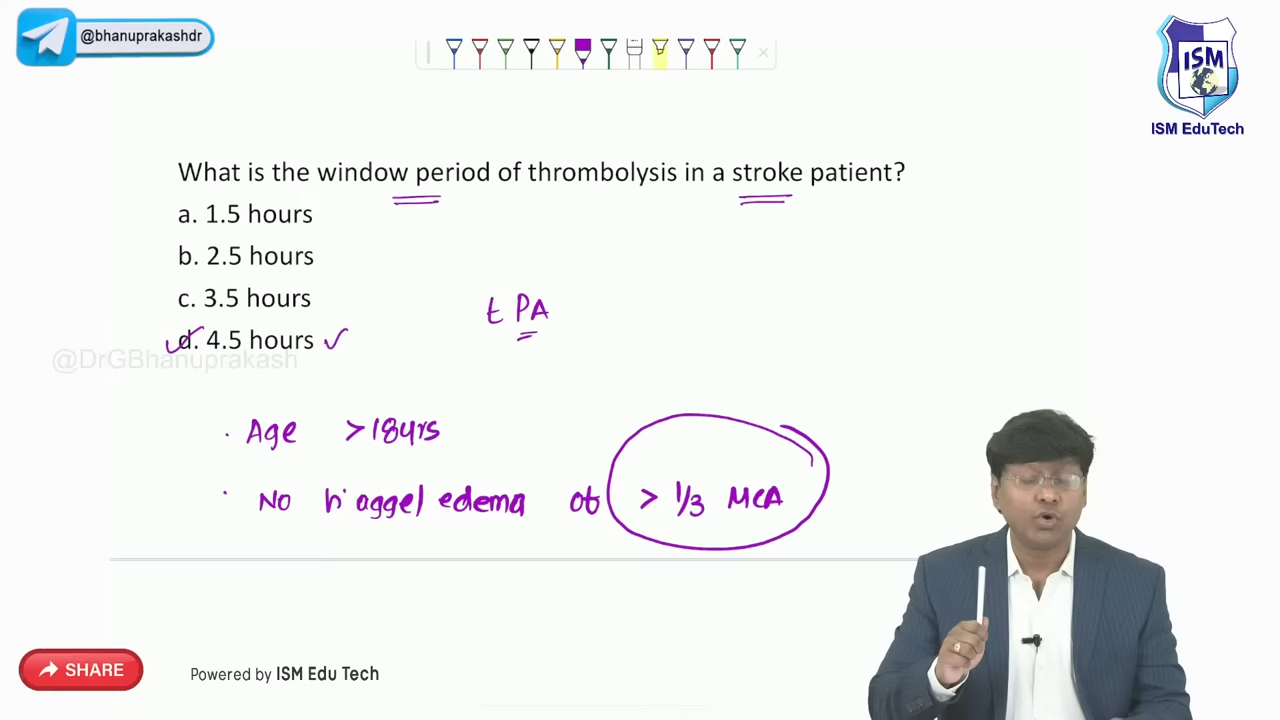 @bhanuprakashdr
ISM
ISM EduTech
What is the window period of thrombolysis in a stroke patient?
a. 1.5 hours
b. 2.5 hours
c. 3.5 hours
d. 4.5 hours
t PA
@DrGBhanuprakash
• Age >18yrs
• No edema of > 1/3 MCA
SHARE
Powered by ISM Edu Tech